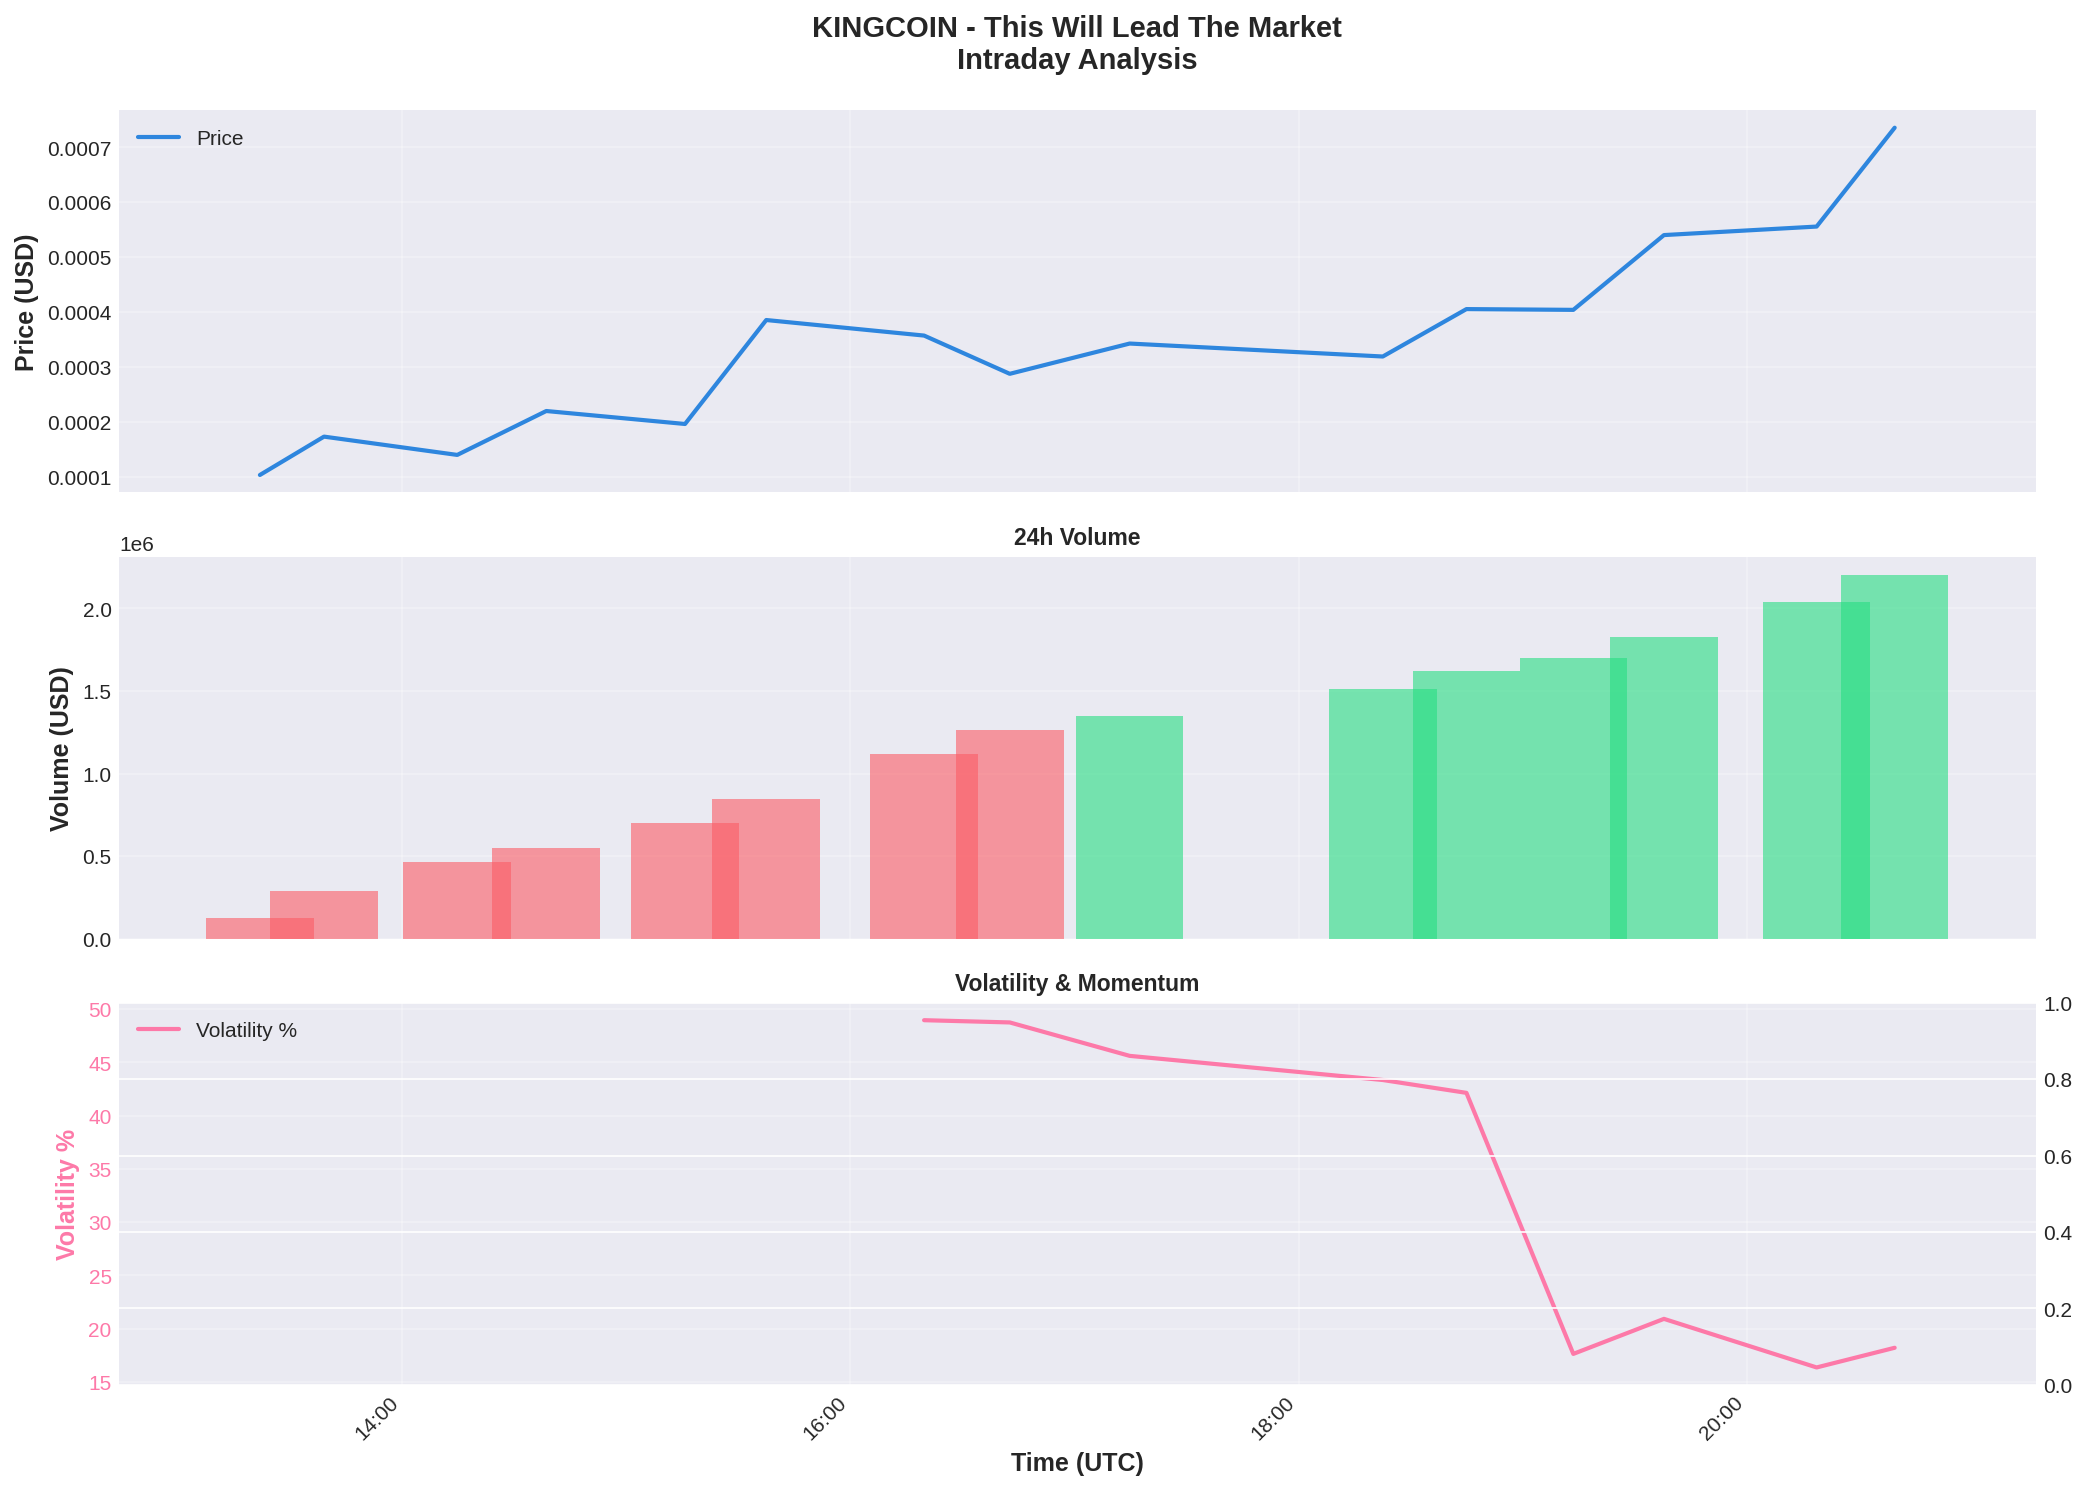 KINGCOIN - This Will Lead The Market
Intraday Analysis
Price
0.0007
0.0006
0.0005
0.0004
0.0003
0.0002
0.0001
Price (USD)
24h Volume
1e6
2.0
1.5
1.0
0.5
0.0
Volume (USD)
Volatility & Momentum
Volatility %
50
45
40
35
30
25
20
15
Volatility %
1.0
0.8
0.6
0.4
0.2
0.0
14:00
16:00
18:00
20:00
Time (UTC)